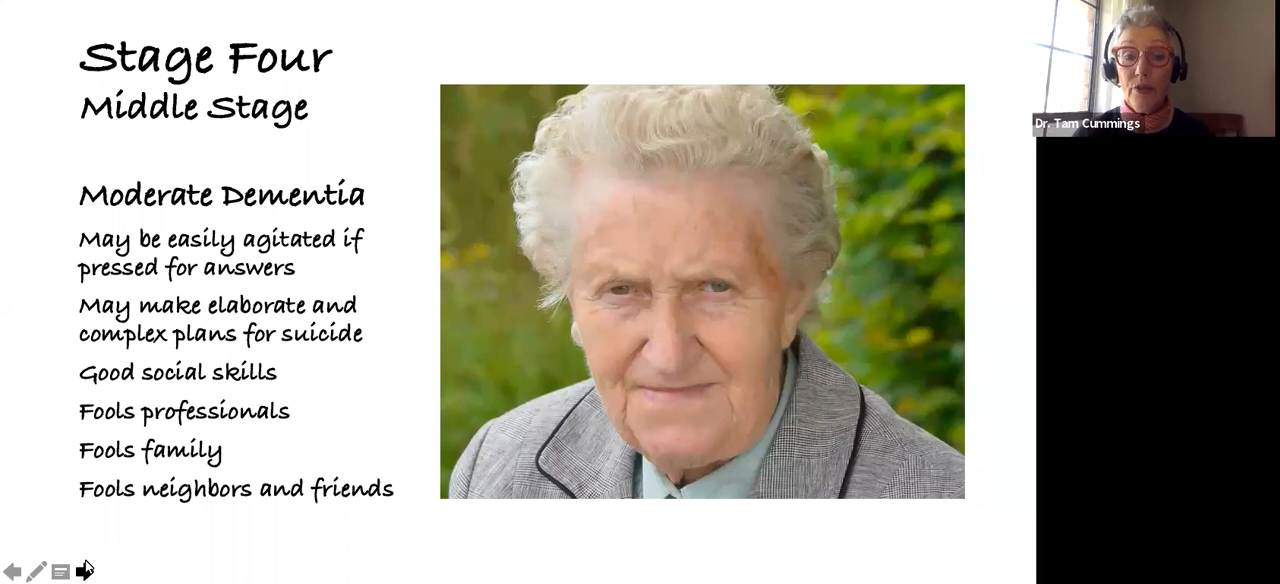 Stage Four
Middle Stage
Moderate Dementia
May be easily agitated if
pressed for answers
May make elaborate and
complex plans for suicide
Good social skills
Fools professionals
Fools family
Fools neighbors and friends
Dr. Tam Cummings